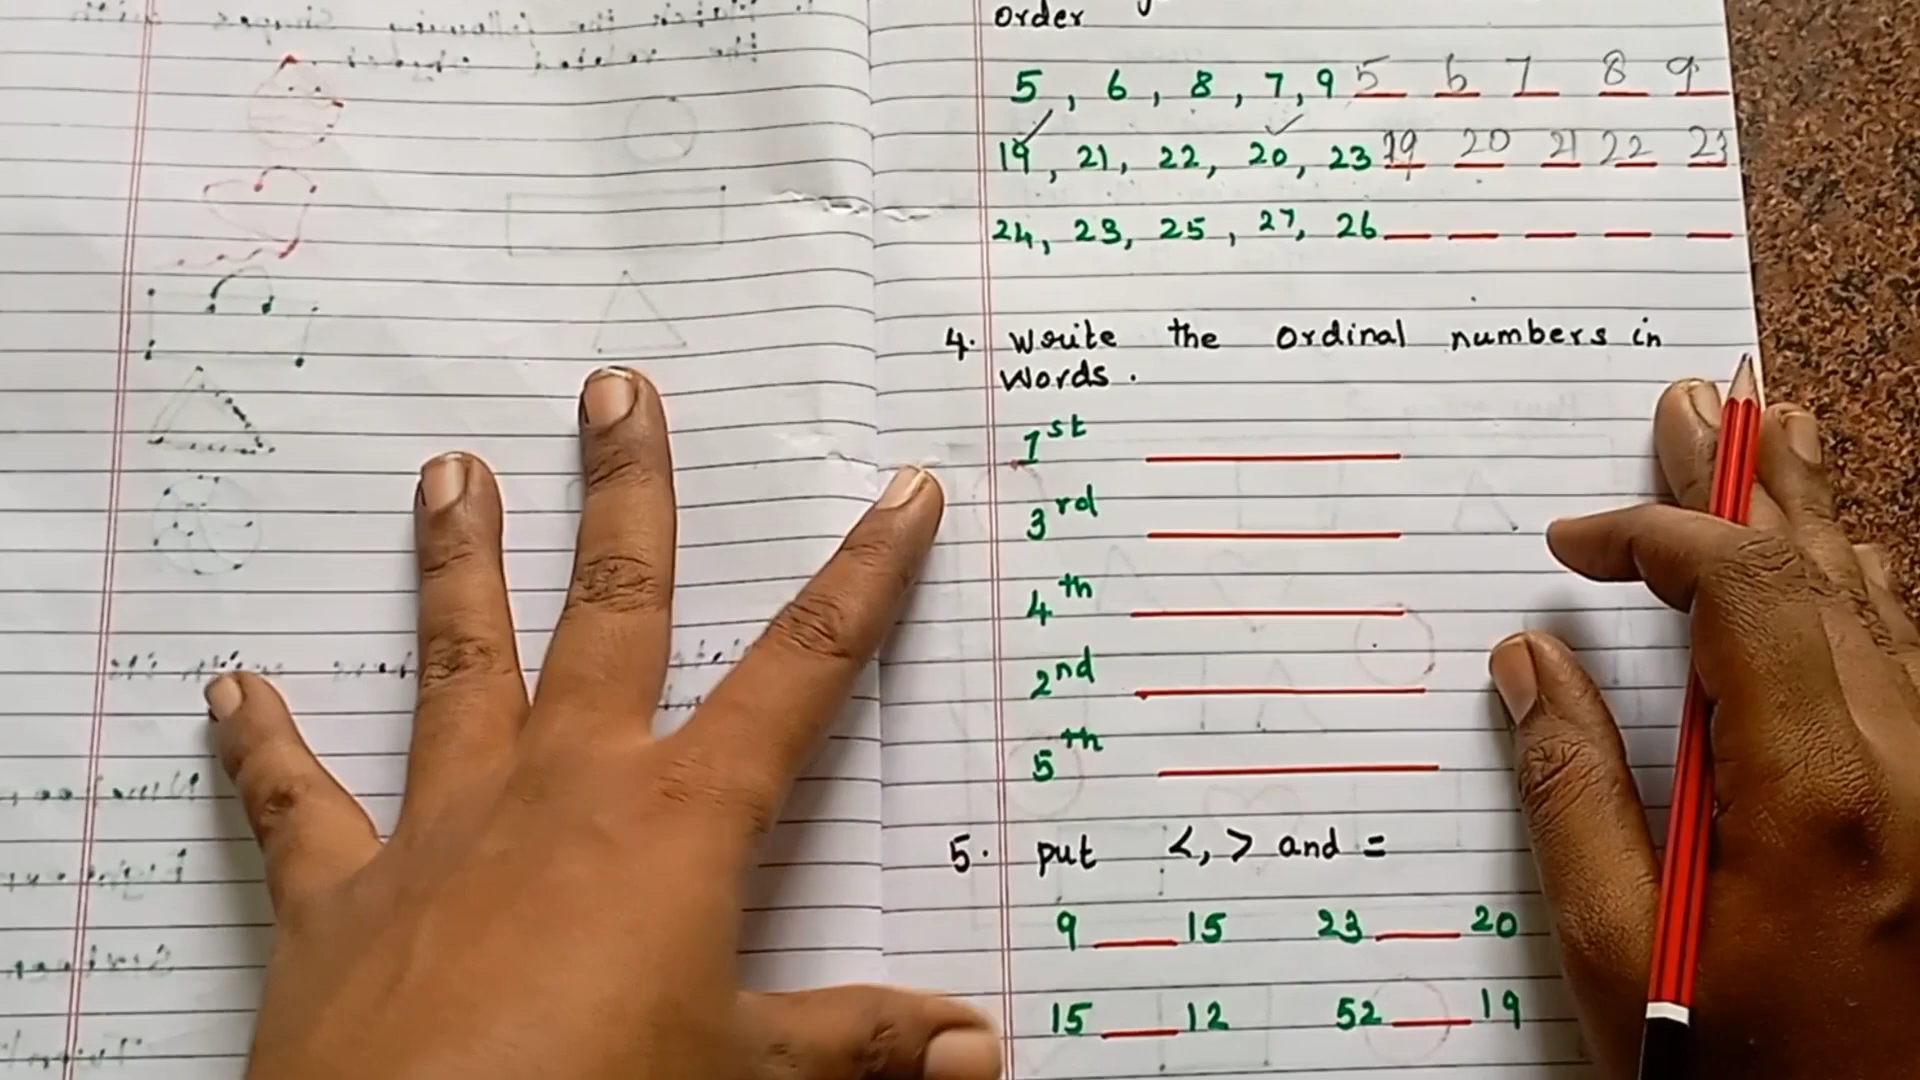 order
5, 6, 8, 7, 9 5 6 7 8 9
19, 21, 22, 20, 23 19 20 21 22 23
24, 23, 25, 27, 26
4. Write the ordinal numbers in
words.
1st
3rd
4th
2nd
5th
5. put <, > and =
9 15 23 20
15 12 52 19